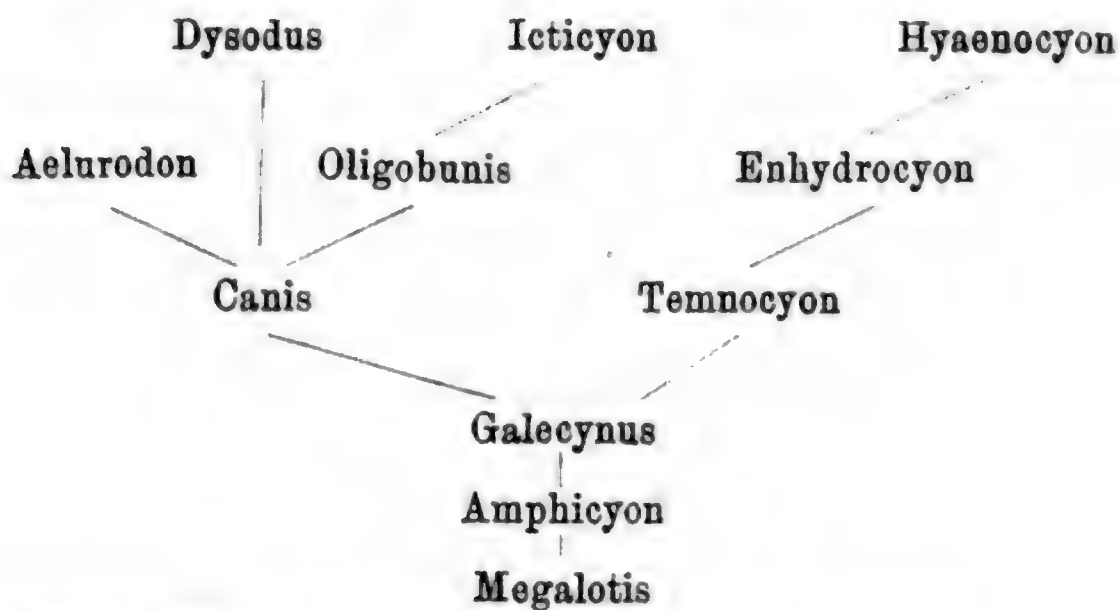 Dysodus Icticyon Hyaenocyon
Aelurodon Oligobunis Enhydrocyon
Canis Temnocyon
Galecynus
Amphicyon
Megalotis